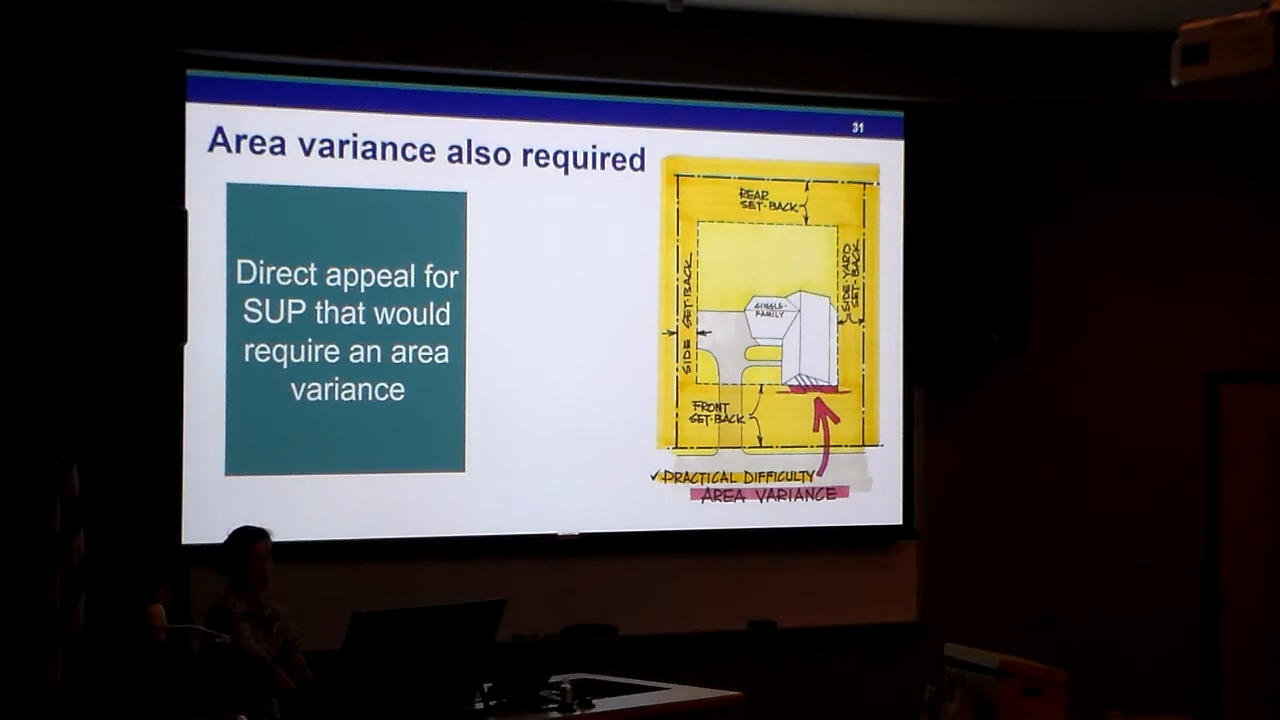 31
Area variance also required
Direct appeal for
SUP that would
require an area
variance
REAR
SET-BACK
SIDE SET-BACK
SIDE-YARD
SET-BACK
SINGLE-
FAMILY
FRONT
SET-BACK
✓PRACTICAL DIFFICULTY
AREA VARIANCE